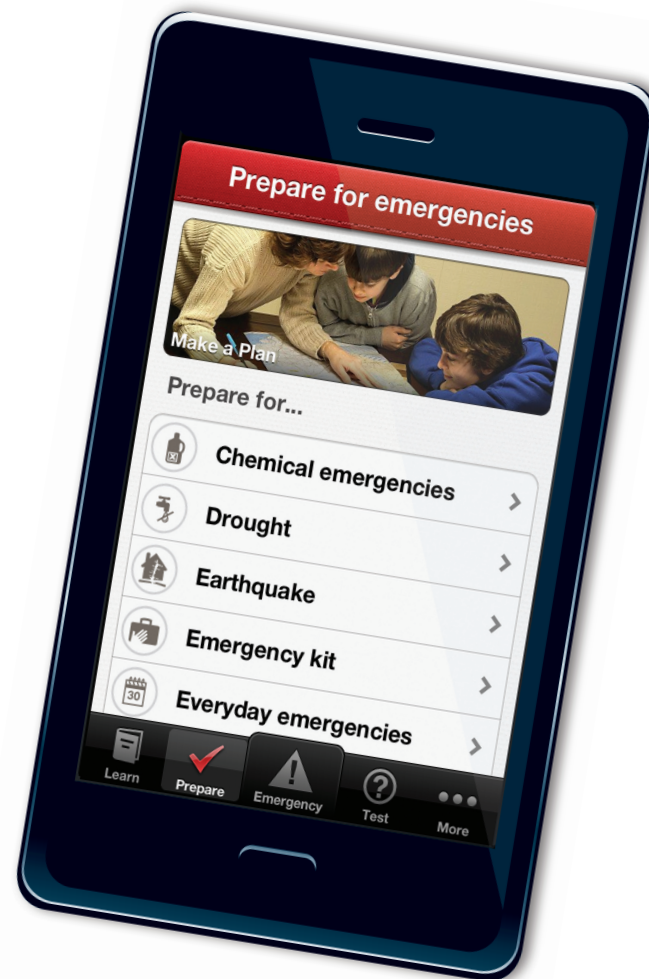 Prepare for emergencies
Make a Plan
Prepare for...
Chemical emergencies
Drought
Earthquake
Emergency kit
30
Everyday emergencies
Learn
Prepare
Emergency
Test
More